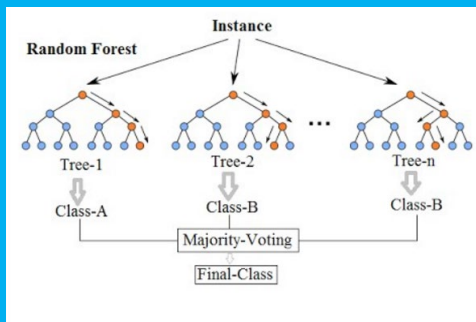 Instance
Random Forest
...
Tree-1 Tree-2 Tree-n
Class-A Class-B Class-B
Majority-Voting
Final-Class